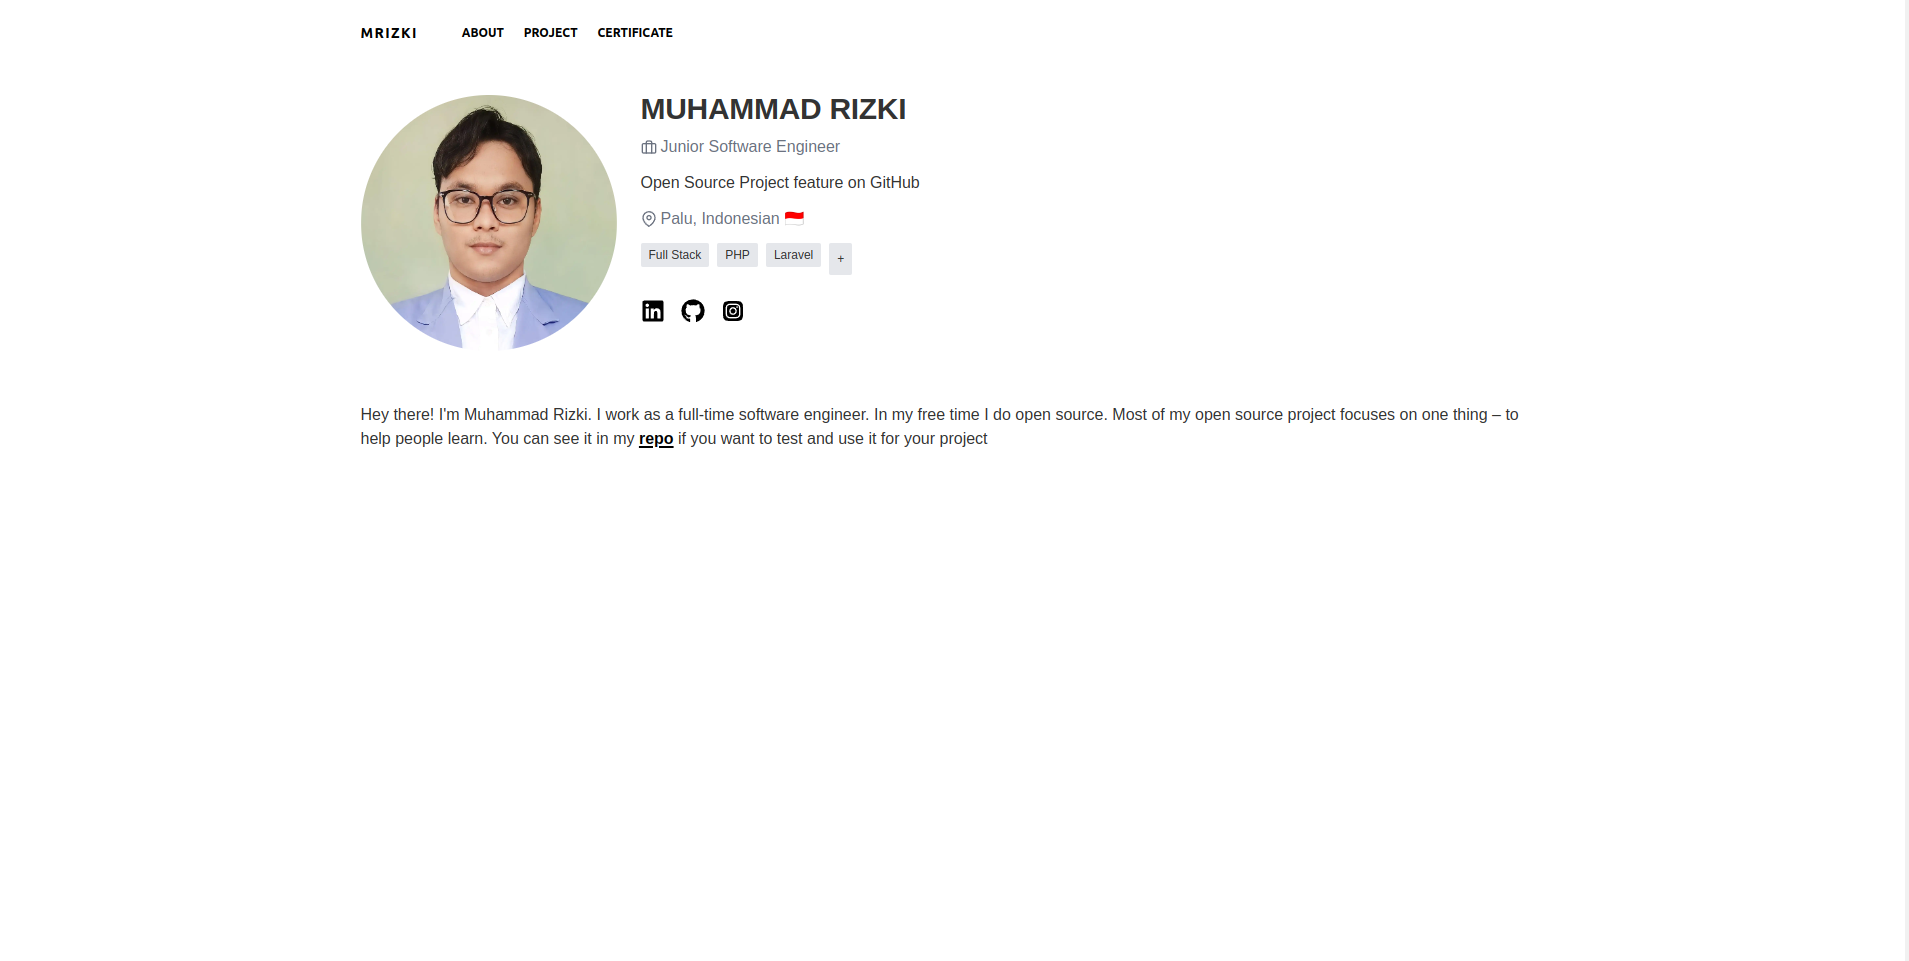 MRIZKI ABOUT PROJECT CERTIFICATE
MUHAMMAD RIZKI
Junior Software Engineer
Open Source Project feature on GitHub
Palu, Indonesian 🇮🇩
Full Stack PHP Laravel +
in
Hey there! I'm Muhammad Rizki. I work as a full-time software engineer. In my free time I do open source. Most of my open source project focuses on one thing – to
help people learn. You can see it in my repo if you want to test and use it for your project